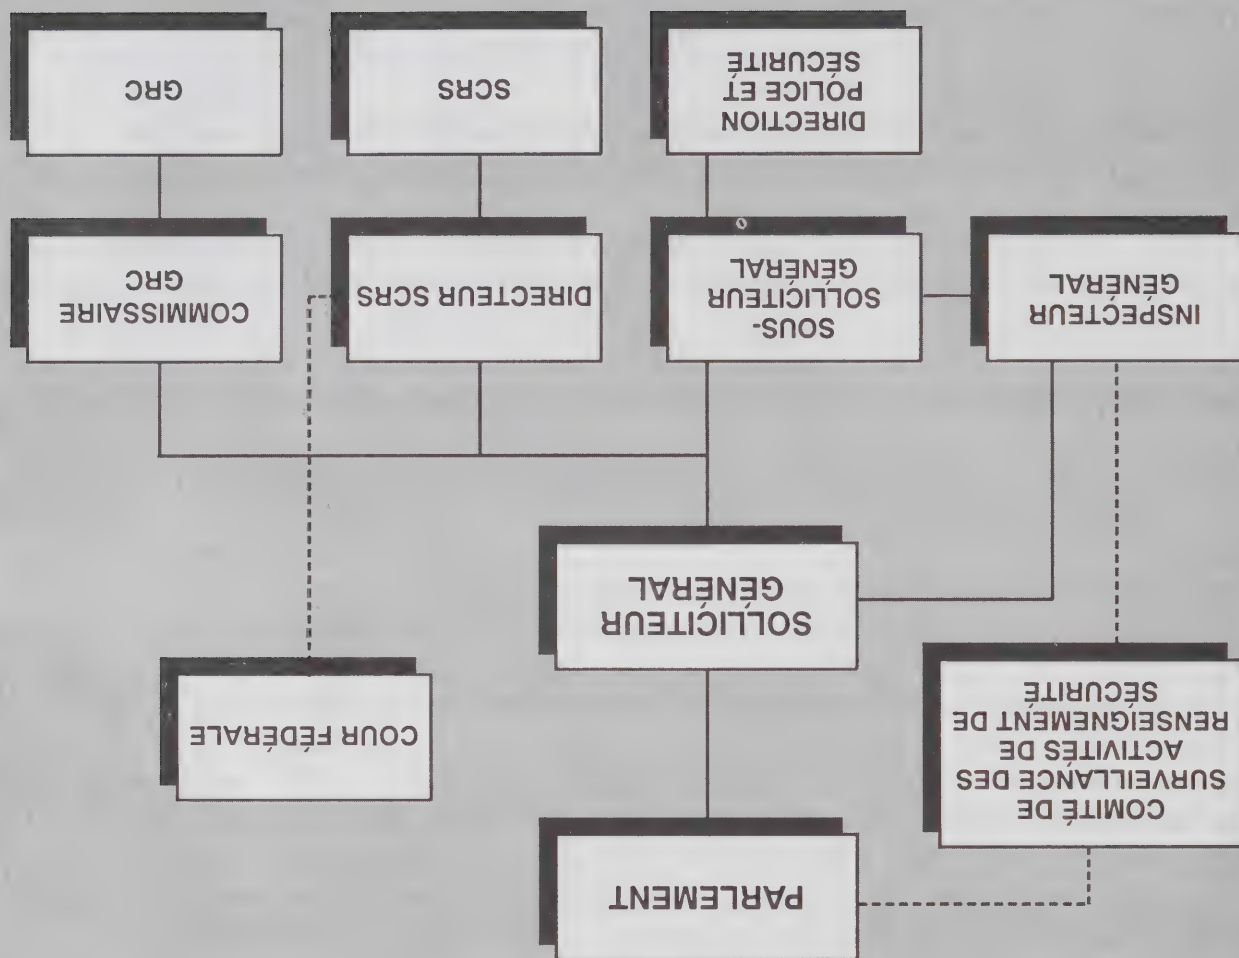 PARLEMENT
COMITÉ DE
SURVEILLANCE DES
ACTIVITÉS DE
RENSEIGNEMENT DE
SÉCURITÉ
COUR FÉDÉRALE
SOLLICITEUR
GÉNÉRAL
INSPECTEUR
GÉNÉRAL
SOUS-
SOLLICITEUR
GÉNÉRAL
DIRECTEUR SCRS
COMMISSAIRE
GRC
DIRECTION
POLICE ET
SÉCURITÉ
SCRS
GRC